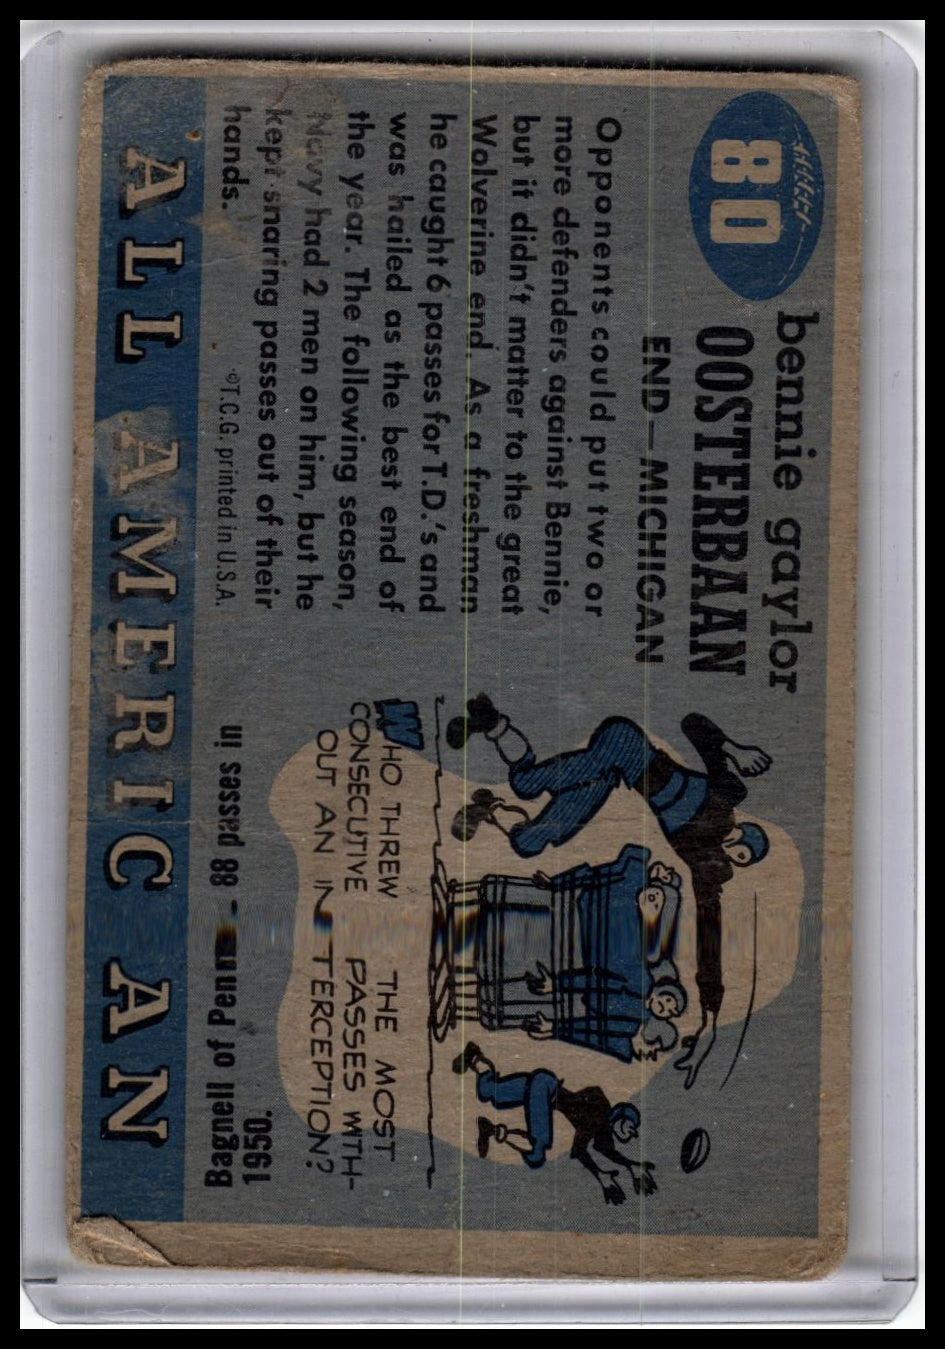 80
bennie gaylor
OOSTERBAAN
END—MICHIGAN
Opponents could put two or
more defenders against Bennie,
but it didn't matter to the great
Wolverine end. As a freshman
he caught 6 passes for T.D.'s and
was hailed as the best end of
the year. The following season,
Navy had 2 men on him, but he
kept snaring passes out of their
hands.
©T.C.G. printed in U.S.A.
WHO THREW THE MOST
CONSECUTIVE PASSES WITH-
OUT AN INTERCEPTION?
Bagnell of Penn - 88 passes in
1950.
ALL AMERICAN